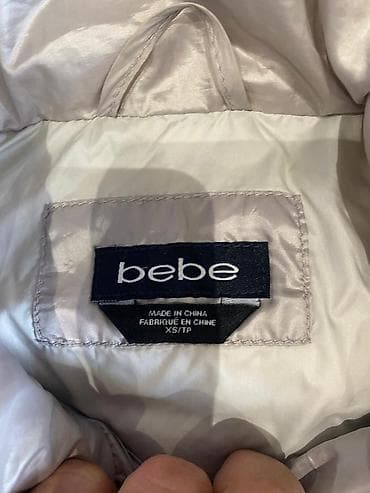 bebe
MADE IN CHINA
FABRIQUÉ EN CHINE
XS/TP